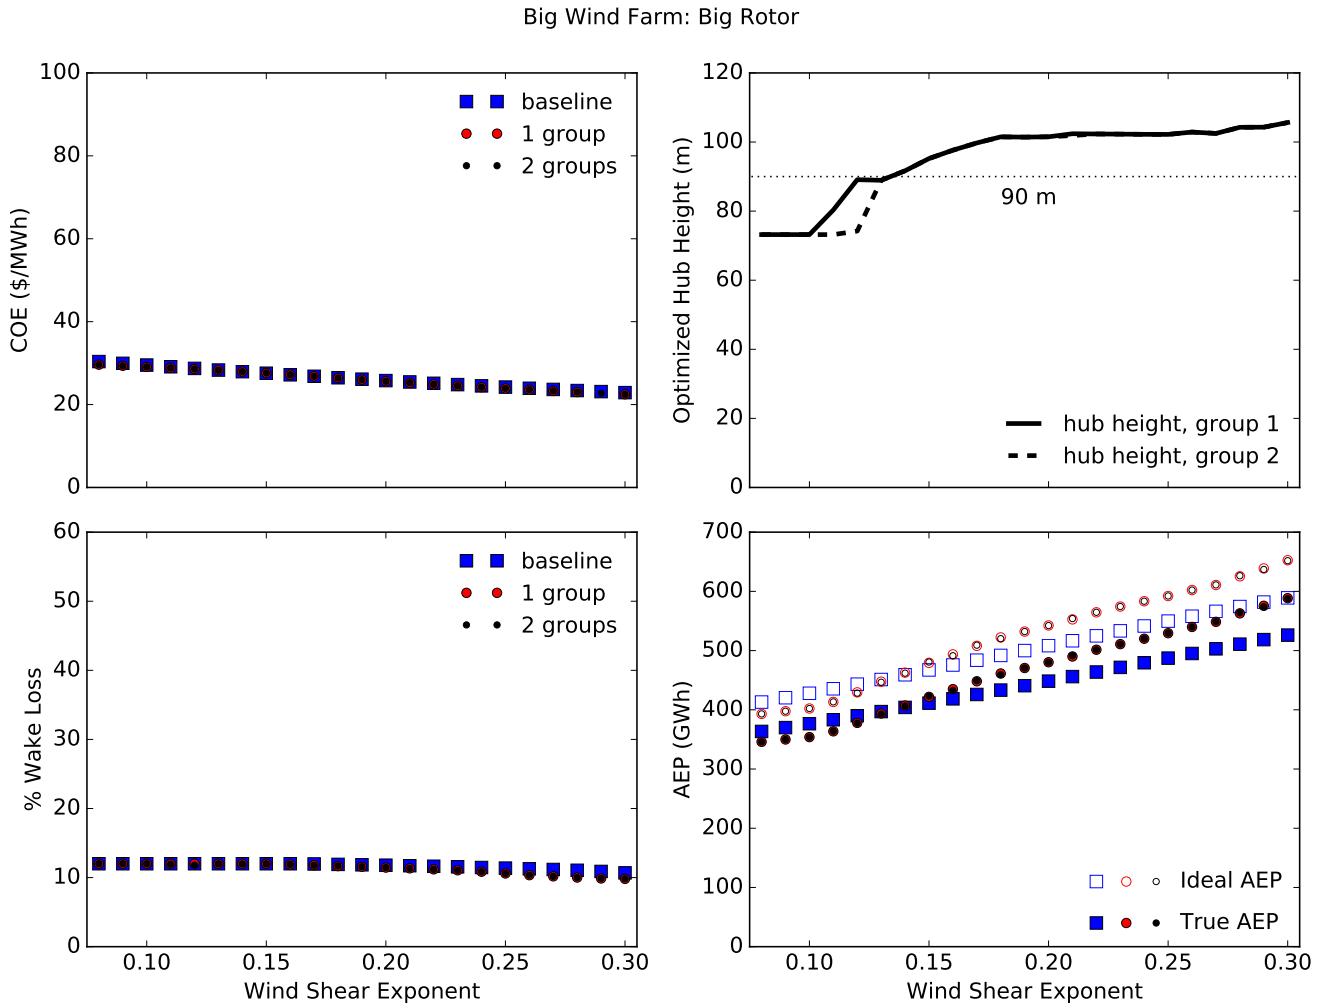 Big Wind Farm: Big Rotor
100
80
60
40
20
0
COE ($/MWh)
baseline
1 group
2 groups
120
100
80
60
40
20
0
Optimized Hub Height (m)
90 m
hub height, group 1
hub height, group 2
60
50
40
30
20
10
0
% Wake Loss
baseline
1 group
2 groups
0.10 0.15 0.20 0.25 0.30
Wind Shear Exponent
700
600
500
400
300
200
100
0
AEP (GWh)
Ideal AEP
True AEP
0.10 0.15 0.20 0.25 0.30
Wind Shear Exponent